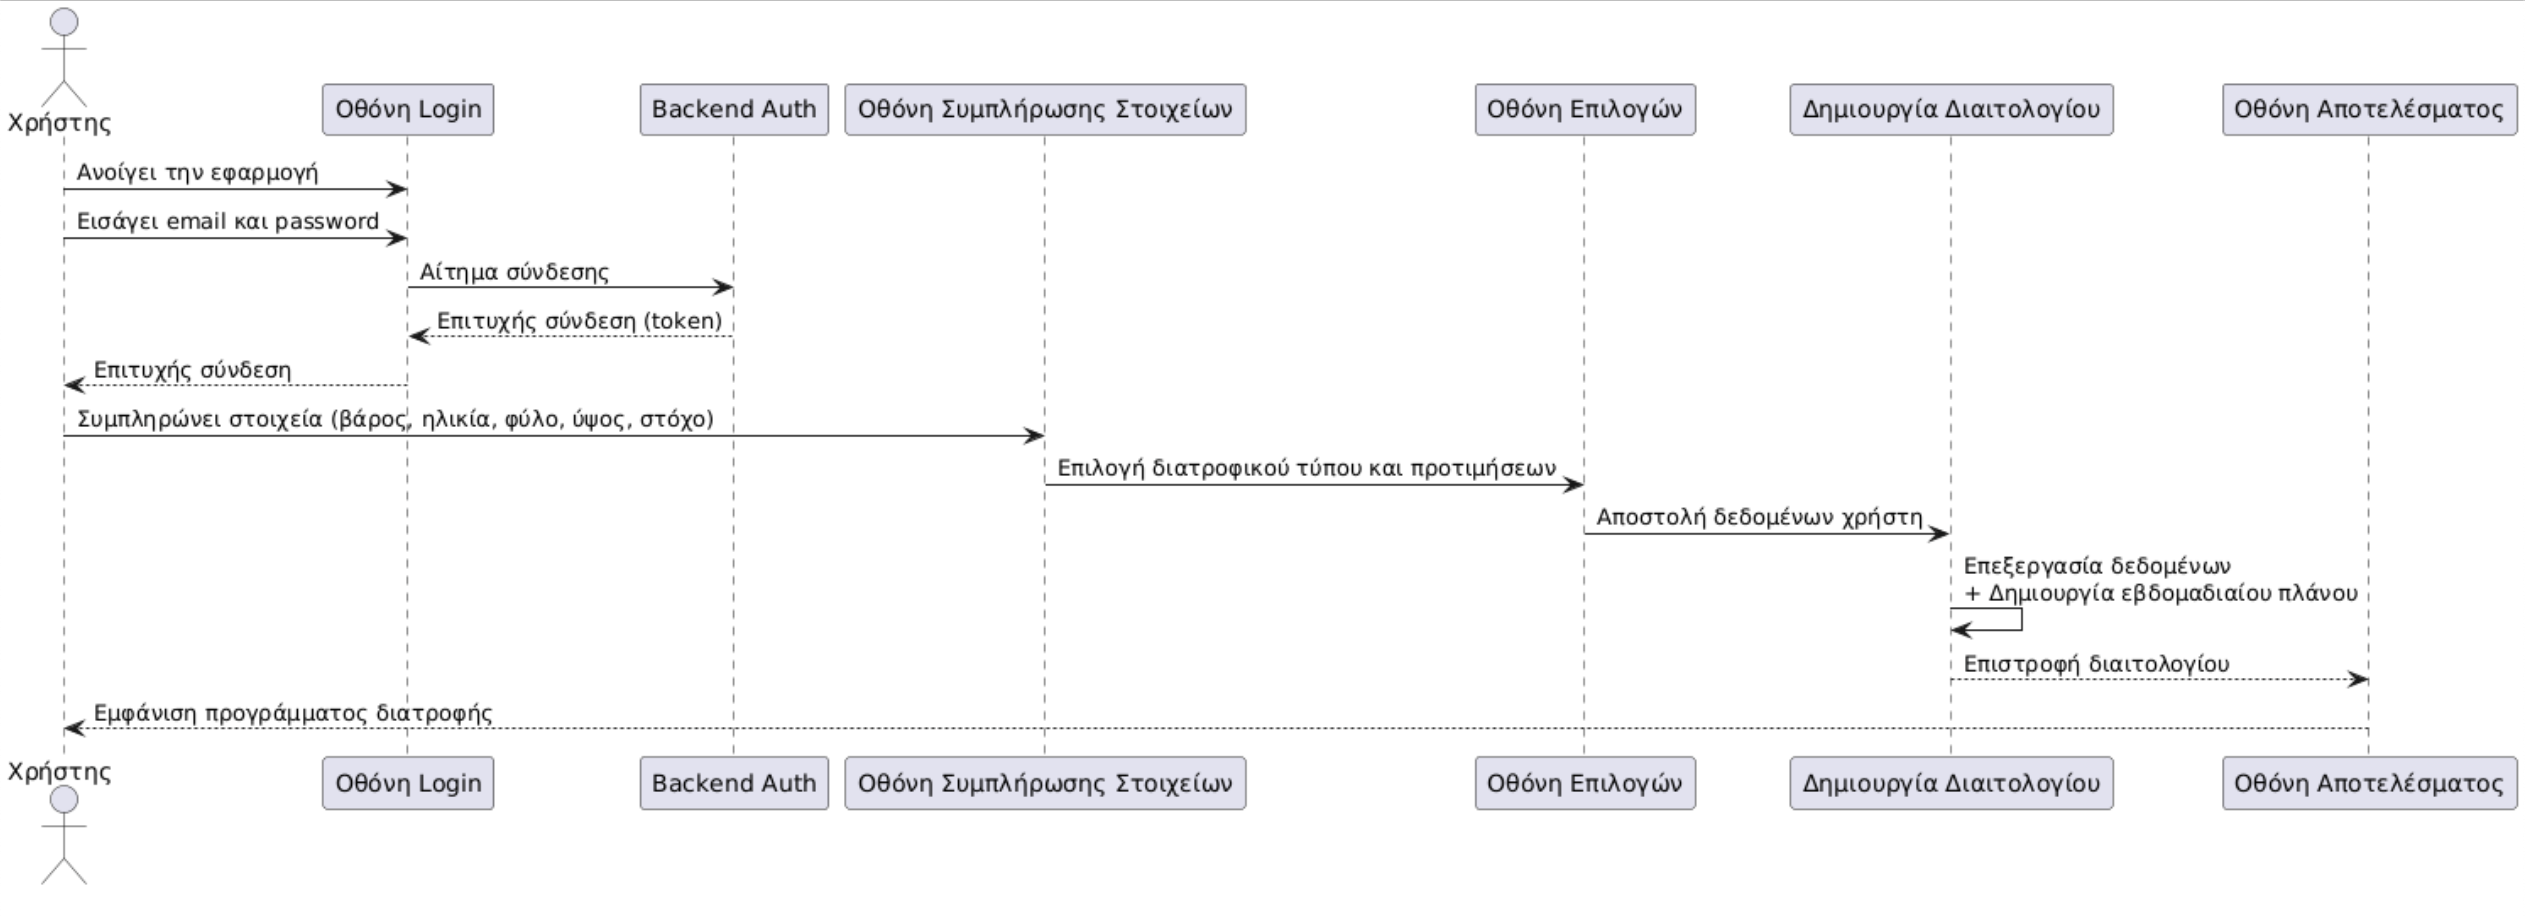 Χρήστης
Οθόνη Login
Backend Auth
Οθόνη Συμπλήρωσης Στοιχείων
Οθόνη Επιλογών
Δημιουργία Διαιτολογίου
Οθόνη Αποτελέσματος
Ανοίγει την εφαρμογή
Εισάγει email και password
Αίτημα σύνδεσης
Επιτυχής σύνδεση (token)
Επιτυχής σύνδεση
Συμπληρώνει στοιχεία (βάρος, ηλικία, φύλο, ύψος, στόχο)
Επιλογή διατροφικού τύπου και προτιμήσεων
Αποστολή δεδομένων χρήστη
Επεξεργασία δεδομένων
+ Δημιουργία εβδομαδιαίου πλάνου
Επιστροφή διαιτολογίου
Εμφάνιση προγράμματος διατροφής
Χρήστης
Οθόνη Login
Backend Auth
Οθόνη Συμπλήρωσης Στοιχείων
Οθόνη Επιλογών
Δημιουργία Διαιτολογίου
Οθόνη Αποτελέσματος